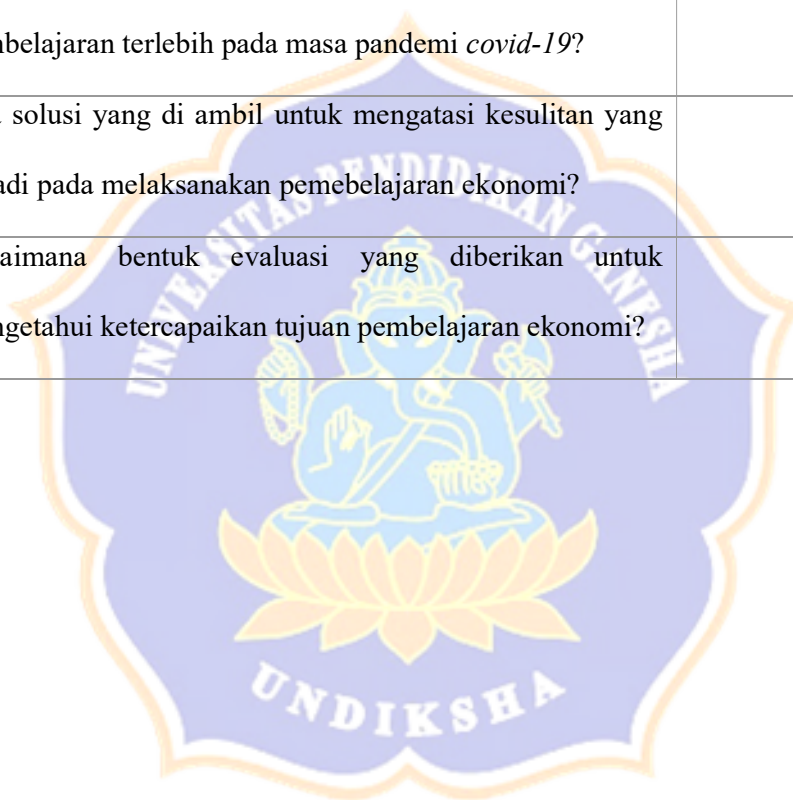 mbelajaran terlebih pada masa pandemi covid-19?
solusi yang di ambil untuk mengatasi kesulitan yang
adi pada melaksanakan pemebelajaran ekonomi?
aimana bentuk evaluasi yang diberikan untuk
ngetahui ketercapaikan tujuan pembelajaran ekonomi?
UNIVERSITAS PENDIDIKAN GANESHA
UNDIKSHA